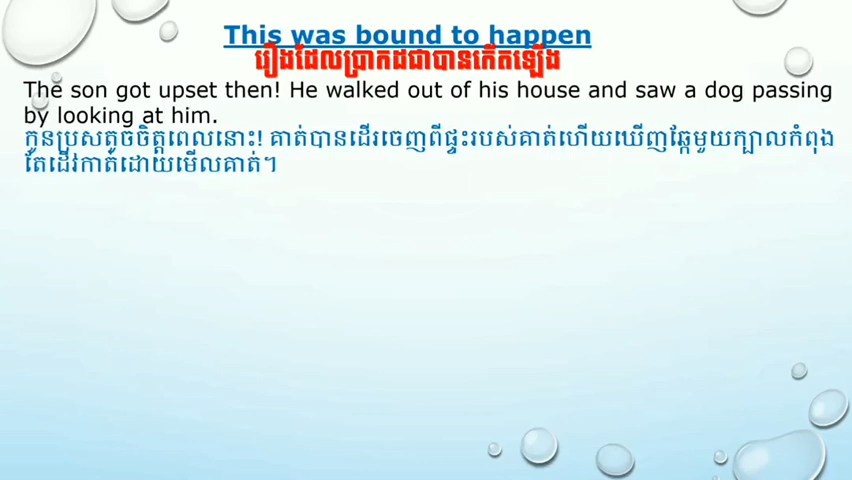 This was bound to happen
រឿងដែលប្រាកដជាបានកើតឡើង
The son got upset then! He walked out of his house and saw a dog passing
by looking at him.
កូនប្រុសតូចចិត្តពេលនោះ! គាត់បានដើរចេញពីផ្ទះរបស់គាត់ហើយឃើញឆ្កែមួយក្បាលកំពុង
តែដើរកាត់ដោយមើលគាត់។